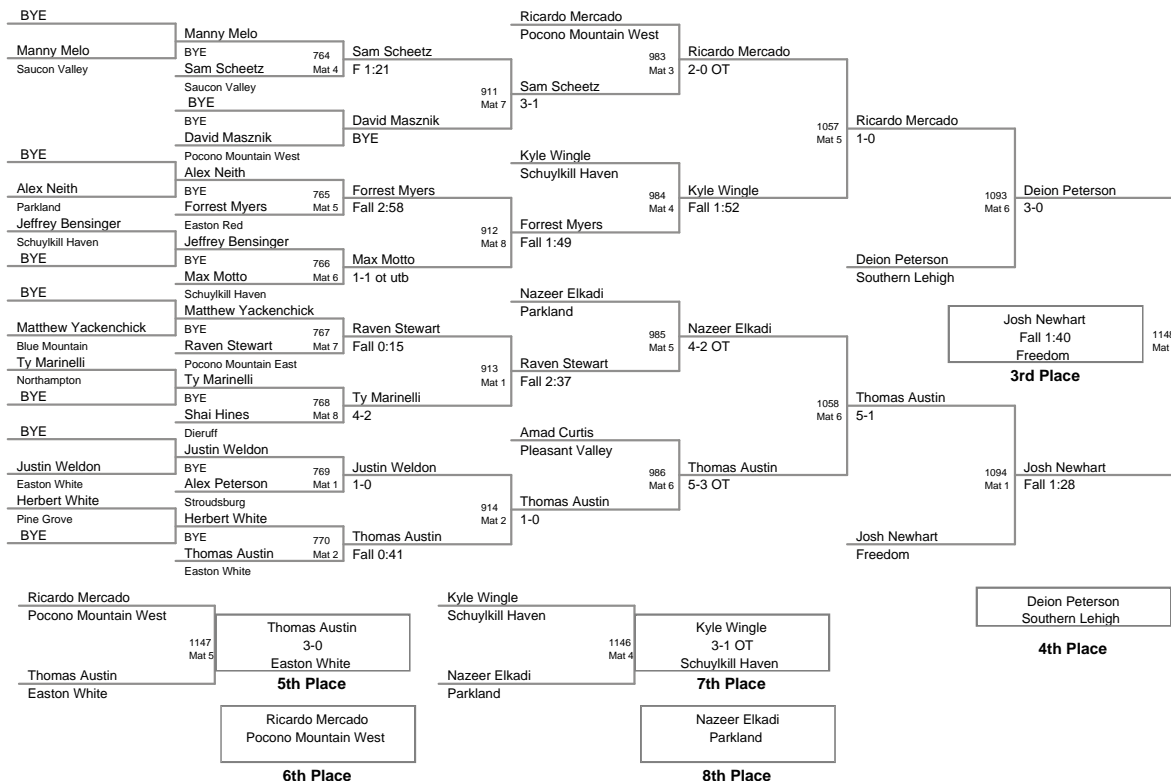 BYE
Manny Melo
Saucon Valley
BYE
Alex Neith
Parkland
Jeffrey Bensinger
Schuylkill Haven
BYE
BYE
Matthew Yackenchick
Blue Mountain
Ty Marinelli
Northampton
BYE
BYE
Justin Weldon
Easton White
Herbert White
Pine Grove
BYE
Manny Melo
BYE
764
Mat 4
Sam Scheetz
Saucon Valley
BYE
BYE
David Masznik
Pocono Mountain West
Alex Neith
BYE
765
Mat 5
Forrest Myers
Easton Red
Jeffrey Bensinger
BYE
766
Mat 6
Max Motto
Schuylkill Haven
Matthew Yackenchick
BYE
767
Mat 7
Raven Stewart
Pocono Mountain East
Ty Marinelli
BYE
768
Mat 8
Shai Hines
Dieruff
Justin Weldon
BYE
769
Mat 1
Alex Peterson
Stroudsburg
Herbert White
BYE
770
Mat 2
Thomas Austin
Easton White
Sam Scheetz
F 1:21
911
Mat 7
David Masznik
BYE
Forrest Myers
Fall 2:58
912
Mat 8
Max Motto
1-1 ot utb
Raven Stewart
Fall 0:15
913
Mat 1
Ty Marinelli
4-2
Justin Weldon
1-0
914
Mat 2
Thomas Austin
Fall 0:41
Ricardo Mercado
Pocono Mountain West
983
Mat 3
Sam Scheetz
3-1
Kyle Wingle
Schuylkill Haven
984
Mat 4
Forrest Myers
Fall 1:49
Nazeer Elkadi
Parkland
985
Mat 5
Raven Stewart
Fall 2:37
Amad Curtis
Pleasant Valley
986
Mat 6
Thomas Austin
1-0
Ricardo Mercado
2-0 OT
1057
Mat 5
Kyle Wingle
Fall 1:52
Nazeer Elkadi
4-2 OT
1058
Mat 6
Thomas Austin
5-3 OT
Ricardo Mercado
1-0
1093
Mat 6
Deion Peterson
Southern Lehigh
Thomas Austin
5-1
1094
Mat 1
Josh Newhart
Freedom
Deion Peterson
3-0
Josh Newhart
Fall 1:40
Freedom
3rd Place
1148
Mat
Josh Newhart
Fall 1:28
Deion Peterson
Southern Lehigh
4th Place
Ricardo Mercado
Pocono Mountain West
1147
Mat 5
Thomas Austin
Easton White
Thomas Austin
3-0
Easton White
5th Place
Ricardo Mercado
Pocono Mountain West
6th Place
Kyle Wingle
Schuylkill Haven
1146
Mat 4
Nazeer Elkadi
Parkland
Kyle Wingle
3-1 OT
Schuylkill Haven
7th Place
Nazeer Elkadi
Parkland
8th Place